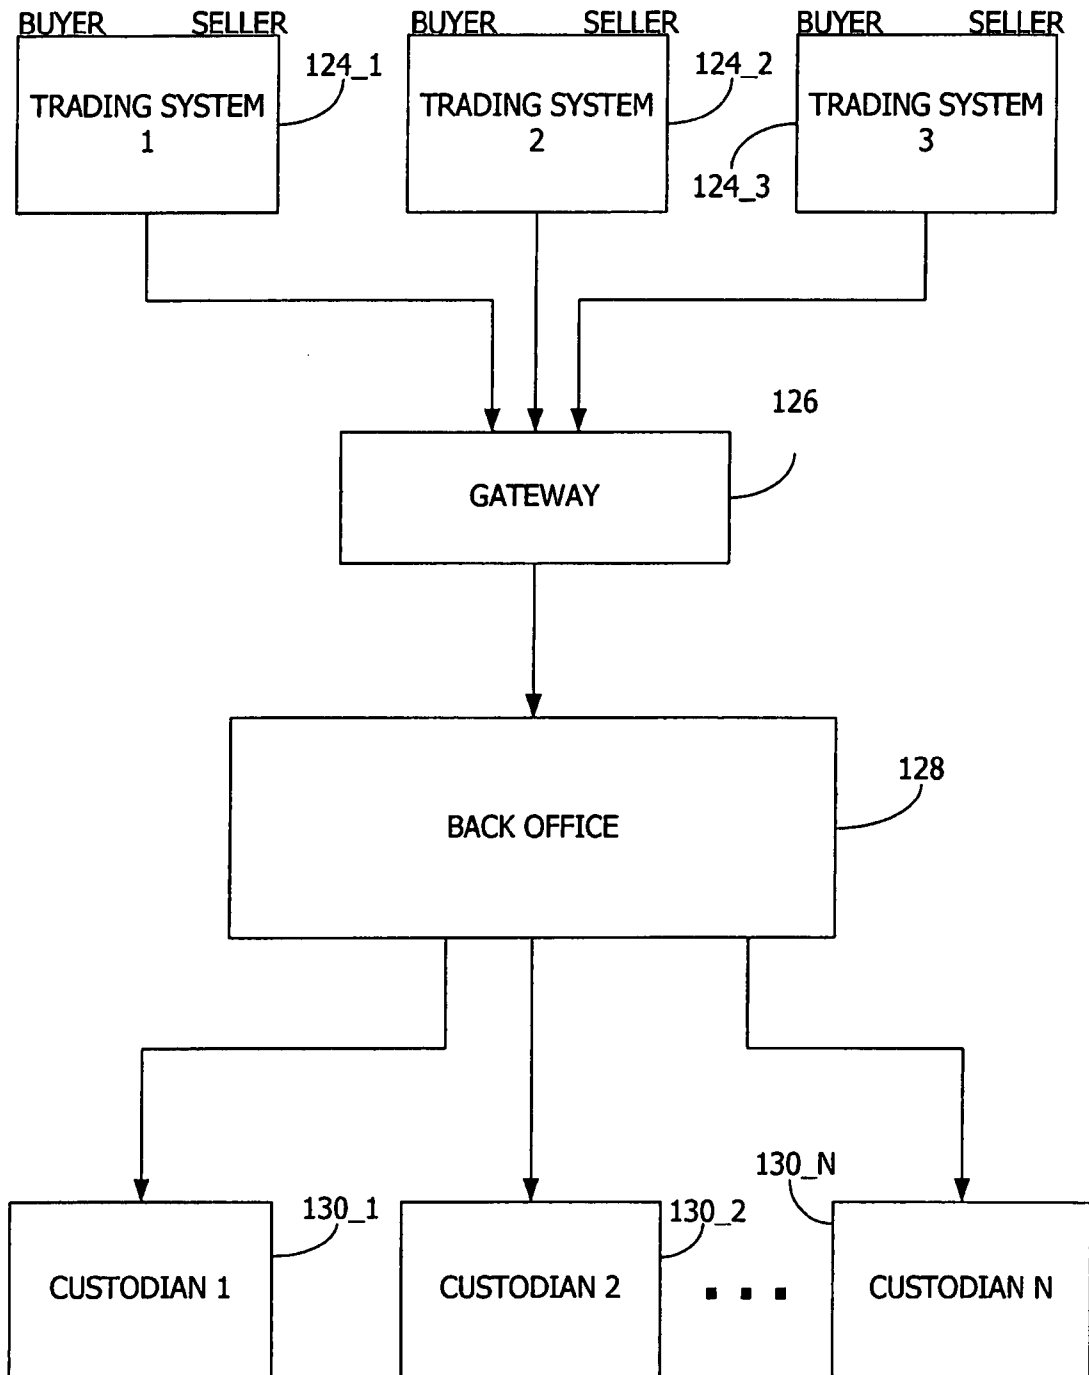 BUYER SELLER BUYER SELLER BUYER SELLER
124_1 124_2
TRADING SYSTEM
1
TRADING SYSTEM
2
TRADING SYSTEM
3
124_3
126
GATEWAY
128
BACK OFFICE
130_N
130_1 130_2
CUSTODIAN 1 CUSTODIAN 2 CUSTODIAN N